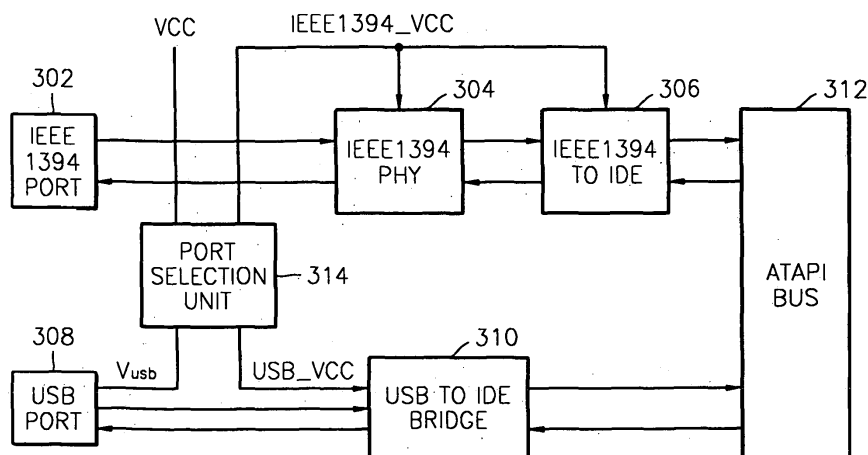 VCC
IEEE1394_VCC
302
304
306
312
IEEE
1394
PORT
IEEE1394
PHY
IEEE1394
TO IDE
ATAPI
BUS
PORT
SELECTION
UNIT
314
308
310
Vusb
USB_VCC
USB
PORT
USB TO IDE
BRIDGE